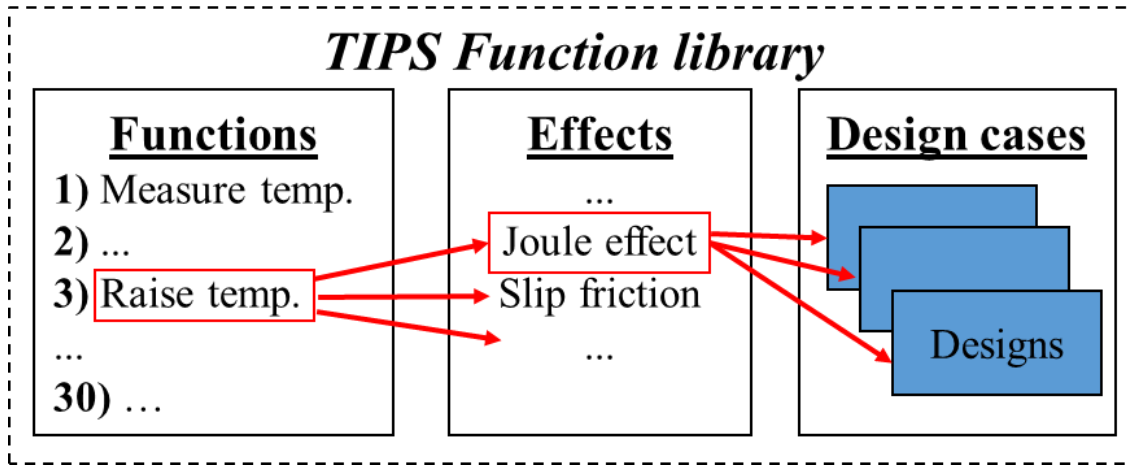 TIPS Function library
Functions
1) Measure temp.
2) ...
3) Raise temp.
...
30) …
Effects
...
Joule effect
Slip friction
...
Design cases
Designs